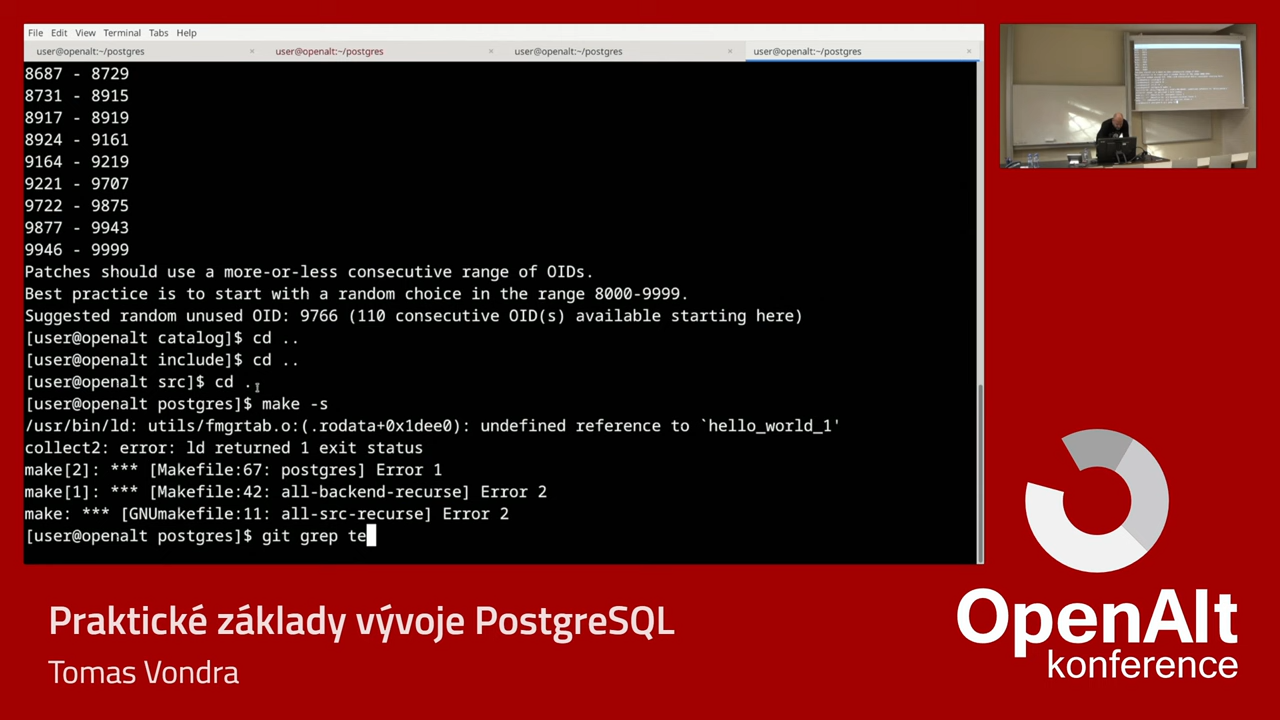 File Edit View Terminal Tabs Help
user@openalt:~/postgres × user@openalt:~/postgres × user@openalt:~/postgres × user@openalt:~/postgres ×
8687 - 8729
8731 - 8915
8917 - 8919
8924 - 9161
9164 - 9219
9221 - 9707
9722 - 9875
9877 - 9943
9946 - 9999
Patches should use a more-or-less consecutive range of OIDs.
Best practice is to start with a random choice in the range 8000-9999.
Suggested random unused OID: 9766 (110 consecutive OID(s) available starting here)
[user@openalt catalog]$ cd ..
[user@openalt include]$ cd ..
[user@openalt src]$ cd .
[user@openalt postgres]$ make -s
/usr/bin/ld: utils/fmgrtab.o:(.rodata+0x1dee0): undefined reference to `hello_world_1'
collect2: error: ld returned 1 exit status
make[2]: *** [Makefile:67: postgres] Error 1
make[1]: *** [Makefile:42: all-backend-recurse] Error 2
make: *** [GNUmakefile:11: all-src-recurse] Error 2
[user@openalt postgres]$ git grep te
Praktické základy vývoje PostgreSQL
Tomas Vondra
OpenAlt
konference